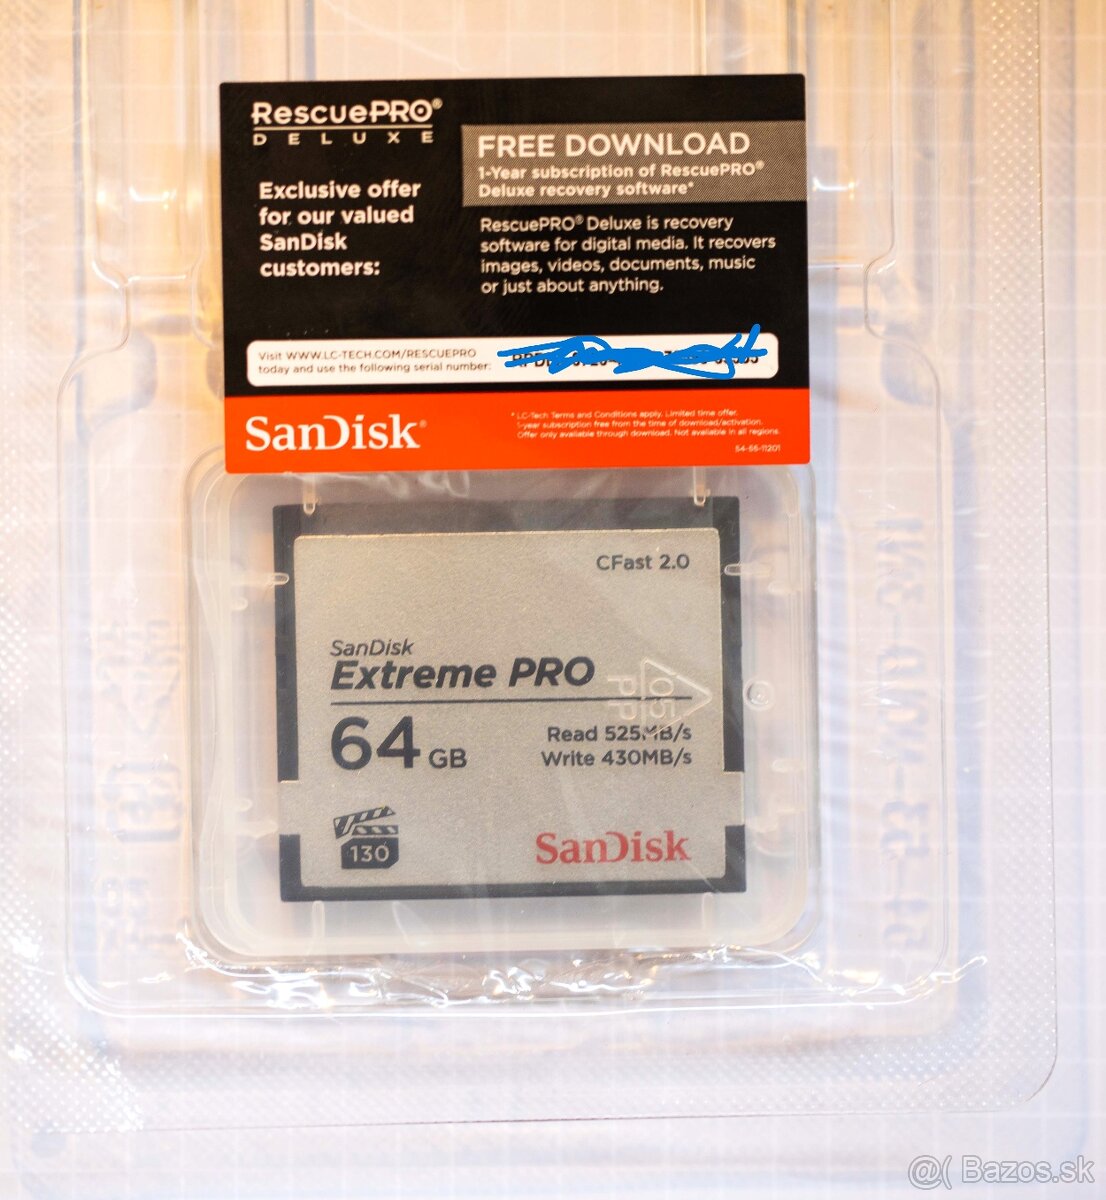 RescuePRO®
DELUXE
Exclusive offer
for our valued
SanDisk
customers:
FREE DOWNLOAD
1-Year subscription of RescuePRO®
Deluxe recovery software*
RescuePRO® Deluxe is recovery
software for digital media. It recovers
images, videos, documents, music
or just about anything.
Visit WWW.LC-TECH.COM/RESCUEPRO
today and use the following serial number:
SanDisk®
* LC-Tech Terms and Conditions apply. Limited time offer.
1-year subscription free from the time of download/activation.
Offer only available through download. Not available in all regions.
54-55-11201
CFast 2.0
SanDisk
Extreme PRO
64 GB
Read 525MB/s
Write 430MB/s
05
PP
130
SanDisk
@( Bazos.sk